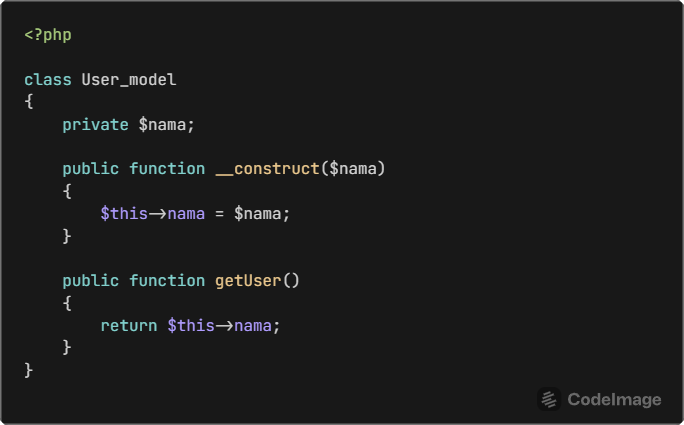 <?php
class User_model
{
private $nama;
public function __construct($nama)
{
$this->nama = $nama;
}
public function getUser()
{
return $this->nama;
}
}
CodeImage